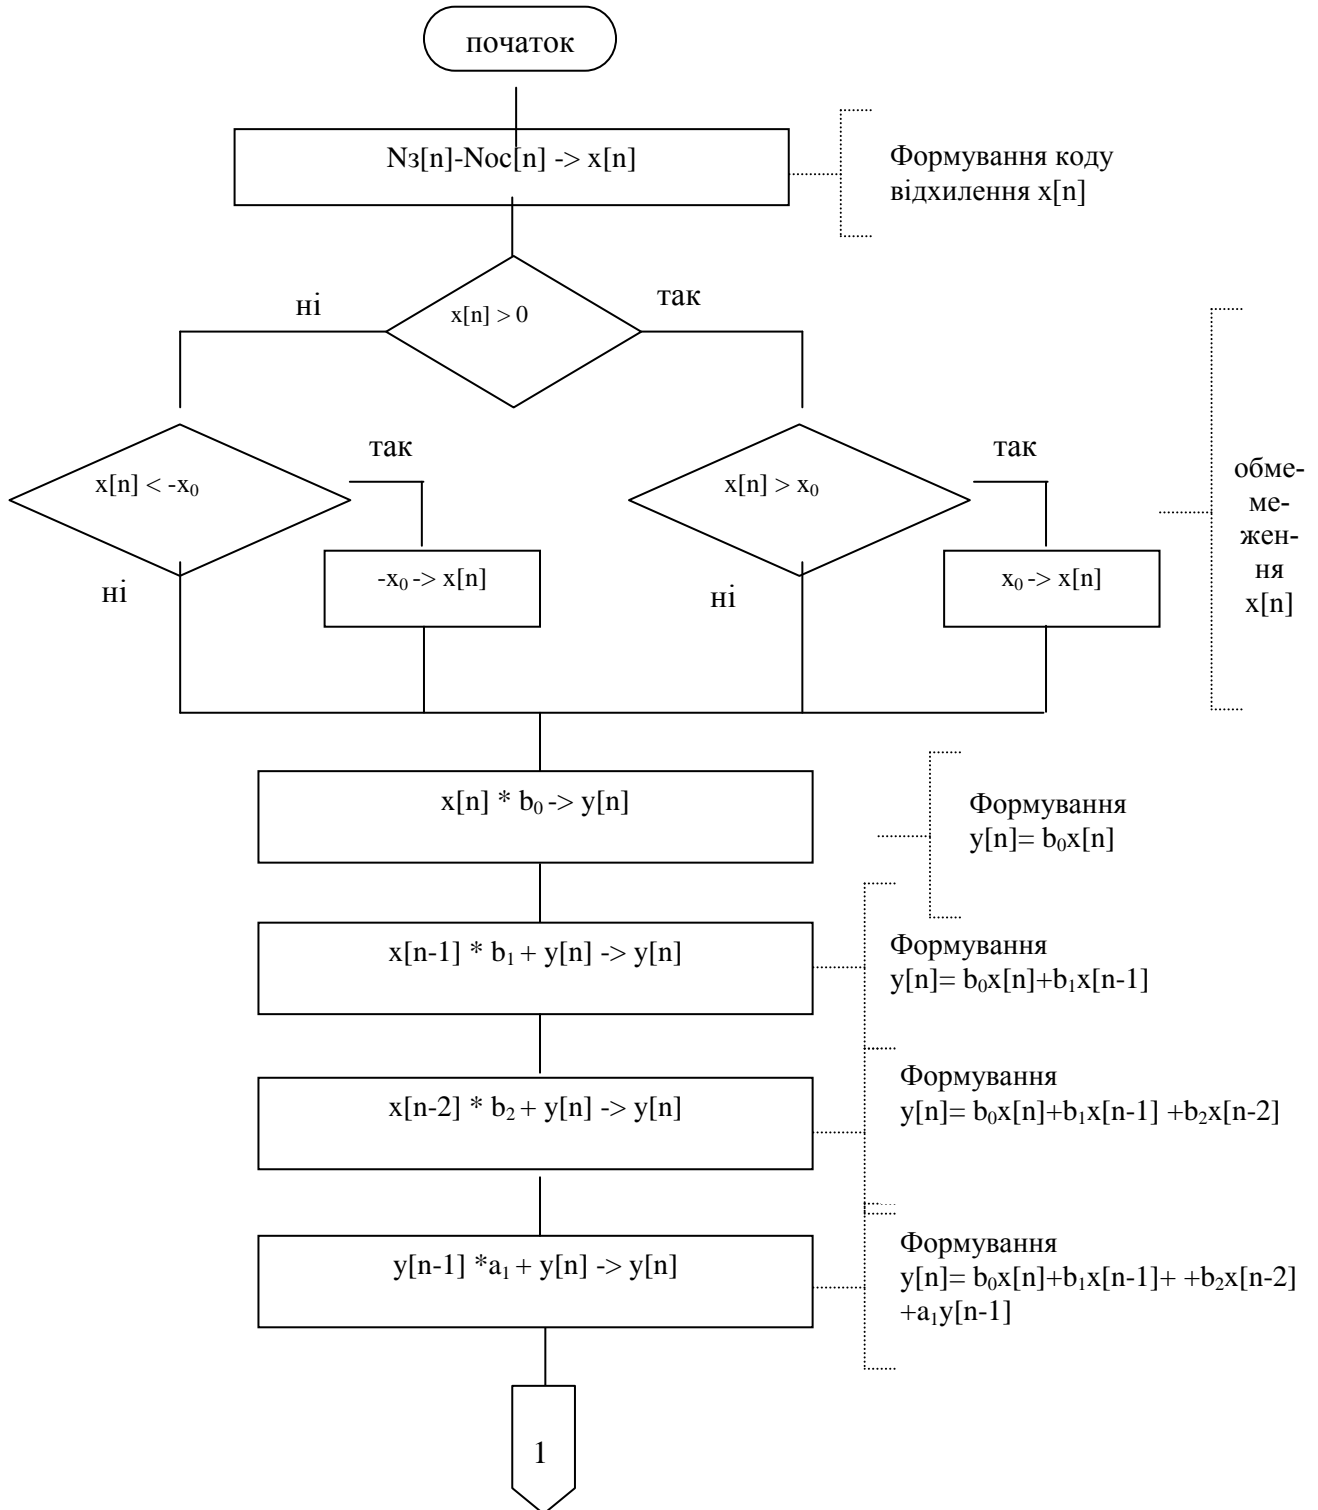 початок
Nз[n]-Nос[n] -> x[n]
Формування коду
відхилення x[n]
ні
так
x[n] > 0
так
x[n] < -x₀
ні
-x₀ -> x[n]
так
x[n] > x₀
ні
x₀ -> x[n]
обме-
ме-
жен-
ня
x[n]
x[n] * b₀ -> y[n]
Формування
y[n]= b₀x[n]
x[n-1] * b₁ + y[n] -> y[n]
Формування
y[n]= b₀x[n]+b₁x[n-1]
x[n-2] * b₂ + y[n] -> y[n]
Формування
y[n]= b₀x[n]+b₁x[n-1] +b₂x[n-2]
y[n-1] *a₁ + y[n] -> y[n]
Формування
y[n]= b₀x[n]+b₁x[n-1]+ +b₂x[n-2]
+a₁y[n-1]
1